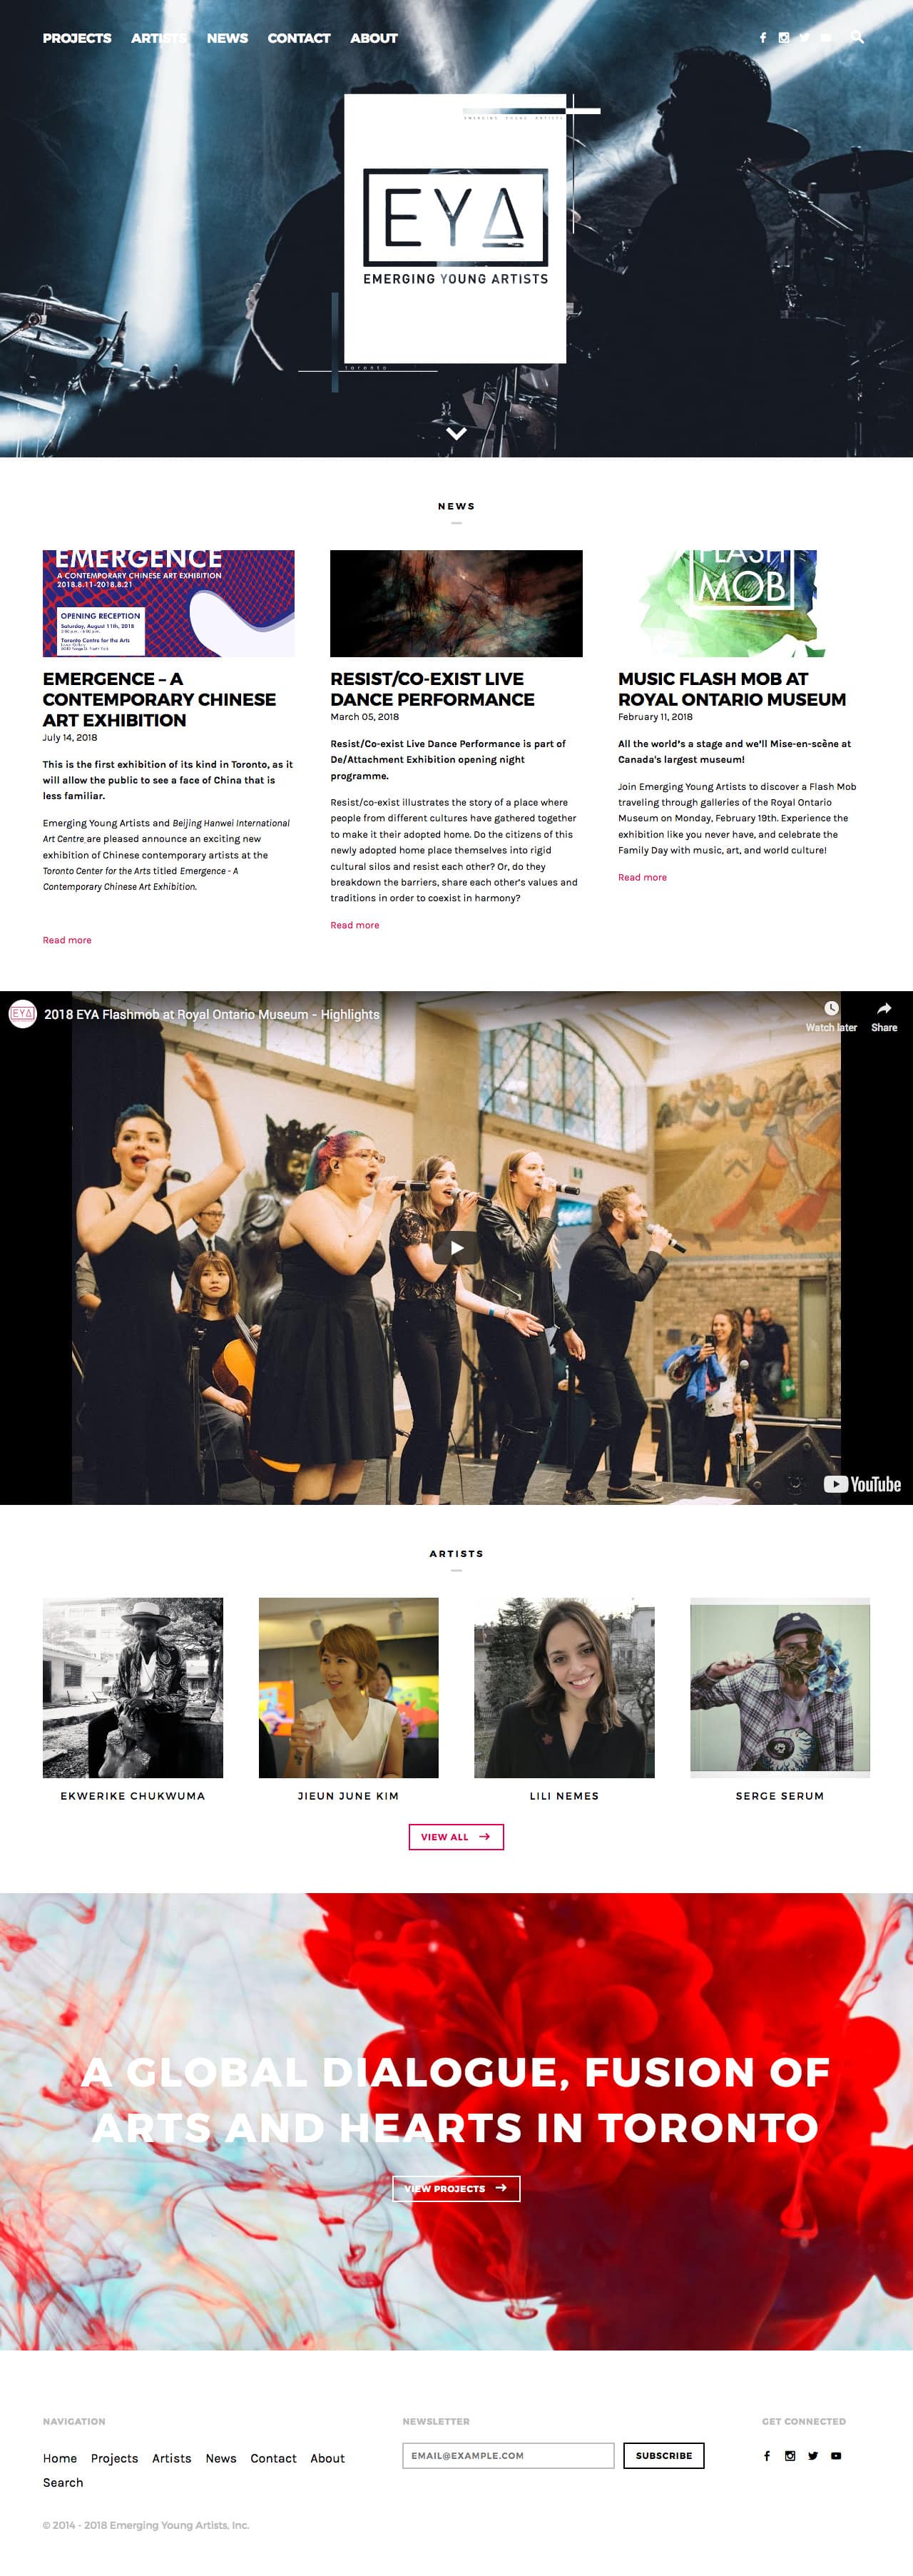 PROJECTS ARTISTS NEWS CONTACT ABOUT
EMERGING YOUNG ARTISTS
EYA
EMERGING YOUNG ARTISTS
toronto
NEWS
EMERGENCE
A CONTEMPORARY CHINESE ART EXHIBITION
2018.8.11-2018.8.21
OPENING RECEPTION
Saturday, August 11th, 2018
Toronto Centre for the Arts
EMERGENCE – A
CONTEMPORARY CHINESE
ART EXHIBITION
July 14, 2018
This is the first exhibition of its kind in Toronto, as it
will allow the public to see a face of China that is
less familiar.
Emerging Young Artists and Beijing Hanwei International
Art Centre are pleased announce an exciting new
exhibition of Chinese contemporary artists at the
Toronto Center for the Arts titled Emergence - A
Contemporary Chinese Art Exhibition.
Read more
RESIST/CO-EXIST LIVE
DANCE PERFORMANCE
March 05, 2018
Resist/Co-exist Live Dance Performance is part of
De/Attachment Exhibition opening night
programme.
Resist/co-exist illustrates the story of a place where
people from different cultures have gathered together
to make it their adopted home. Do the citizens of this
newly adopted home place themselves into rigid
cultural silos and resist each other? Or, do they
breakdown the barriers, share each other's values and
traditions in order to coexist in harmony?
Read more
FLASH
MOB
MUSIC FLASH MOB AT
ROYAL ONTARIO MUSEUM
February 11, 2018
All the world's a stage and we'll Mise-en-scène at
Canada's largest museum!
Join Emerging Young Artists to discover a Flash Mob
traveling through galleries of the Royal Ontario
Museum on Monday, February 19th. Experience the
exhibition like you never have, and celebrate the
Family Day with music, art, and world culture!
Read more
EYA
2018 EYA Flashmob at Royal Ontario Museum - Highlights
Watch later
Share
YouTube
ARTISTS
EKWERIKE CHUKWUMA
JIEUN JUNE KIM
LILI NEMES
SERGE SERUM
VIEW ALL
A GLOBAL DIALOGUE, FUSION OF
ARTS AND HEARTS IN TORONTO
VIEW PROJECTS
NAVIGATION
Home Projects Artists News Contact About
Search
NEWSLETTER
EMAIL@EXAMPLE.COM
SUBSCRIBE
GET CONNECTED
© 2014 - 2018 Emerging Young Artists, Inc.